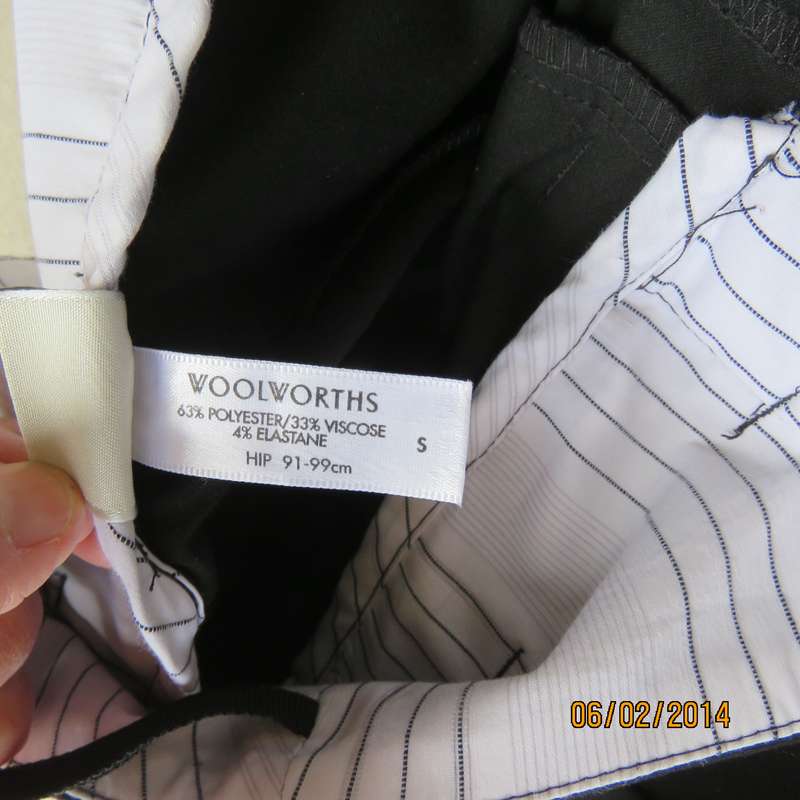 WOOLWORTHS
63% POLYESTER/33% VISCOSE
4% ELASTANE
S
HIP 91-99cm
06/02/2014